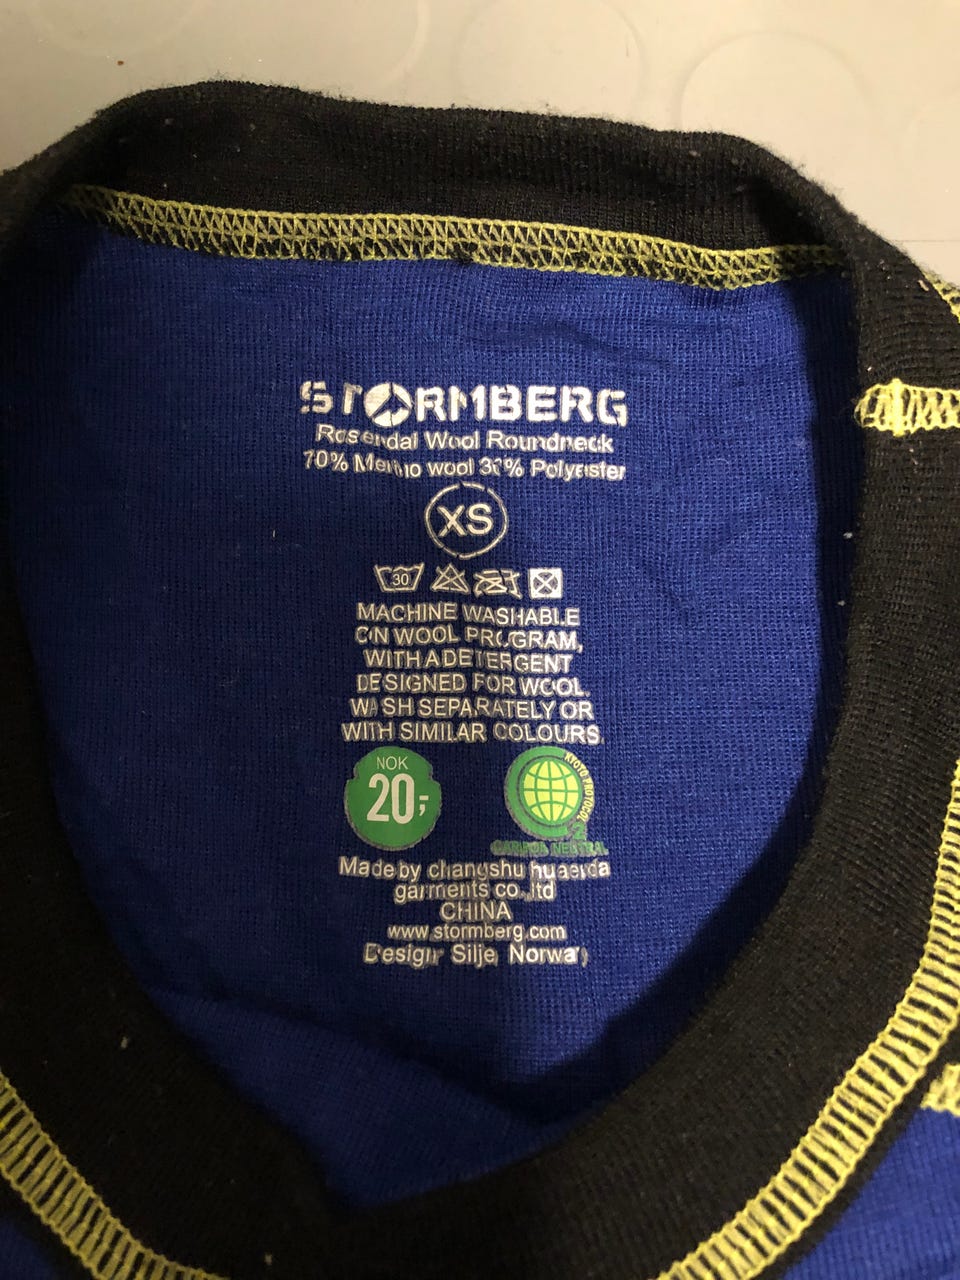 STORMBERG
Rosendal Wool Roundneck
70% Merino wool 30% Polyester
XS
30
MACHINE WASHABLE
ON WOOL PROGRAM,
WITH A DETERGENT
DESIGNED FOR WOOL.
WASH SEPARATELY OR
WITH SIMILAR COLOURS.
NOK
20,-
KYOTO PROTOCOL
CARBON NEUTRAL
Made by changshu huaerda
garments co.,ltd
CHINA
www.stormberg.com
Design Silje, Norway